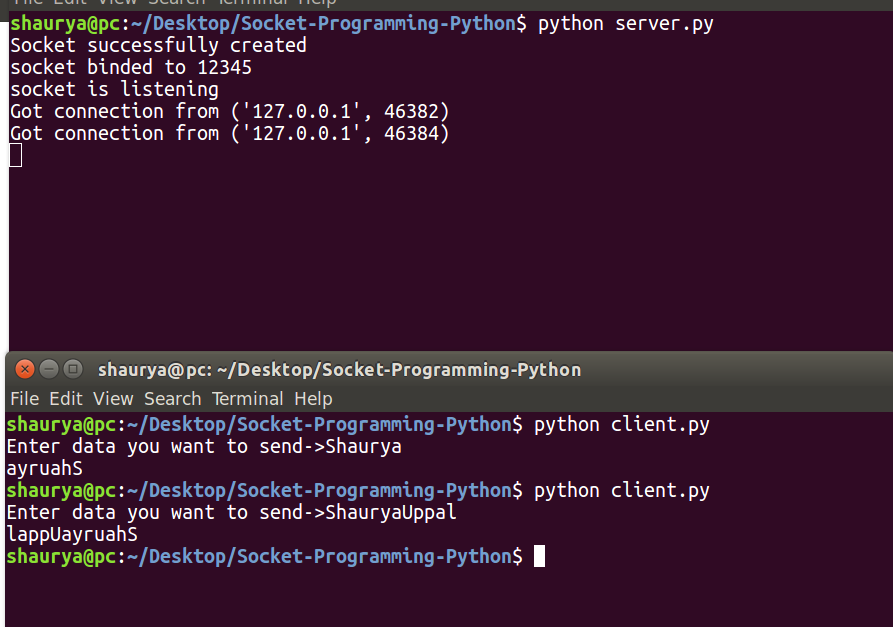 File Edit View Search Terminal Help
shaurya@pc:~/Desktop/Socket-Programming-Python$ python server.py
Socket successfully created
socket binded to 12345
socket is listening
Got connection from ('127.0.0.1', 46382)
Got connection from ('127.0.0.1', 46384)
shaurya@pc: ~/Desktop/Socket-Programming-Python
File Edit View Search Terminal Help
shaurya@pc:~/Desktop/Socket-Programming-Python$ python client.py
Enter data you want to send->Shaurya
ayruahS
shaurya@pc:~/Desktop/Socket-Programming-Python$ python client.py
Enter data you want to send->ShauryaUppal
lappUayruahS
shaurya@pc:~/Desktop/Socket-Programming-Python$